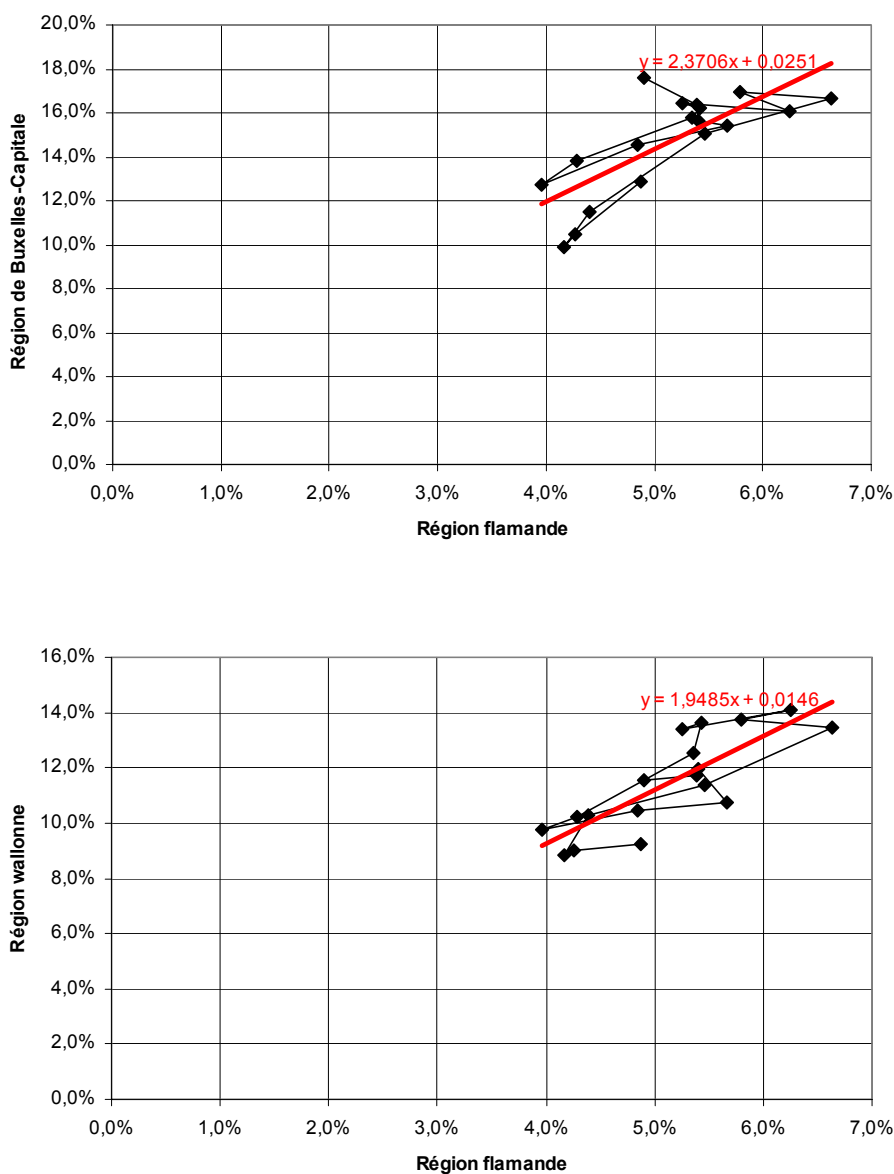 20,0%
y = 2,3706x + 0,0251
18,0%
16,0%
14,0%
12,0%
10,0%
8,0%
6,0%
4,0%
2,0%
0,0%
Région de Buxelles-Capitale
0,0% 1,0% 2,0% 3,0% 4,0% 5,0% 6,0% 7,0%
Région flamande
16,0%
y = 1,9485x + 0,0146
14,0%
12,0%
10,0%
8,0%
6,0%
4,0%
2,0%
0,0%
Région wallonne
0,0% 1,0% 2,0% 3,0% 4,0% 5,0% 6,0% 7,0%
Région flamande